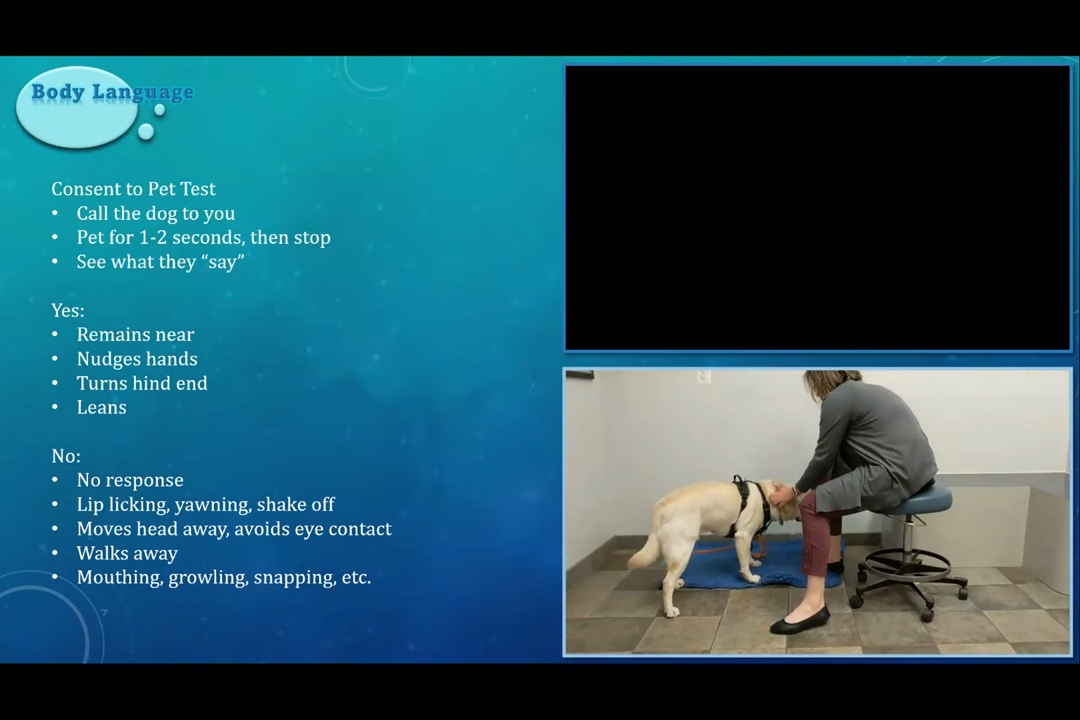 Body Language
Consent to Pet Test
• Call the dog to you
• Pet for 1-2 seconds, then stop
• See what they “say”
Yes:
• Remains near
• Nudges hands
• Turns hind end
• Leans
No:
• No response
• Lip licking, yawning, shake off
• Moves head away, avoids eye contact
• Walks away
• Mouthing, growling, snapping, etc.